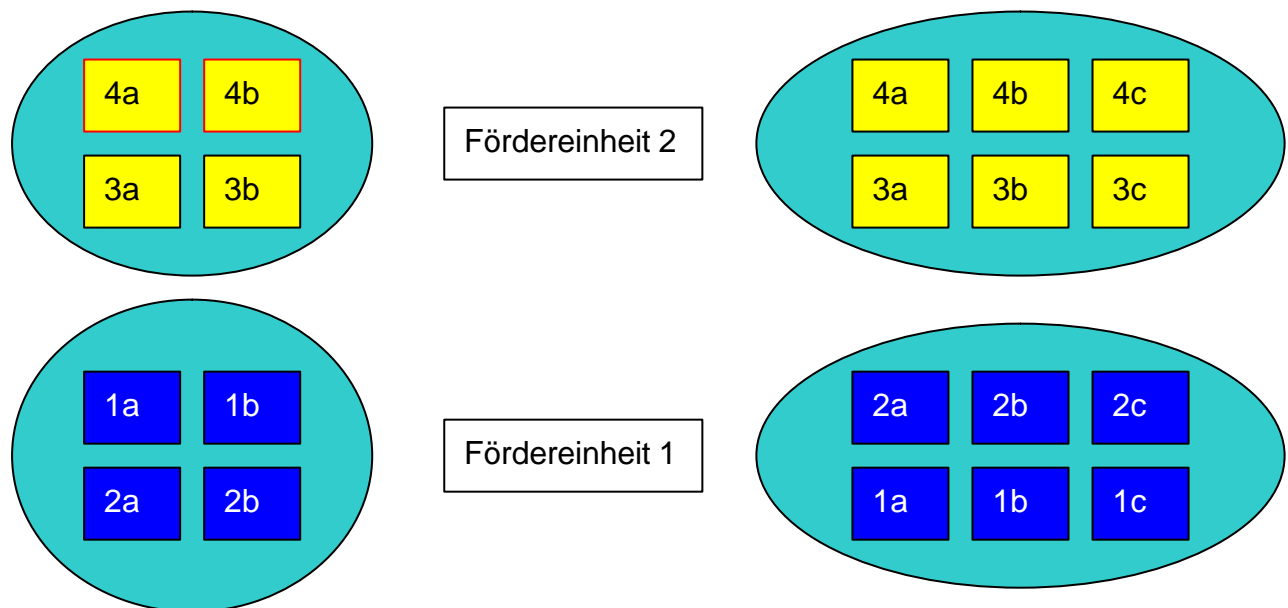 4a 4b
3a 3b
Fördereinheit 2
4a 4b 4c
3a 3b 3c
1a 1b
2a 2b
Fördereinheit 1
2a 2b 2c
1a 1b 1c